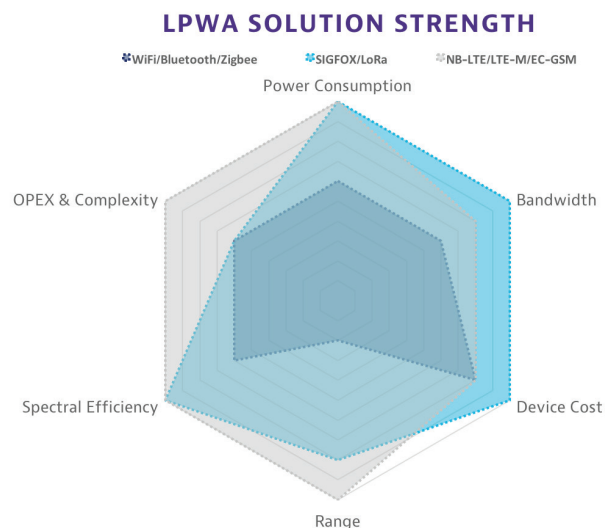 LPWA SOLUTION STRENGTH
WiFi/Bluetooth/Zigbee SIGFOX/LoRa NB-LTE/LTE-M/EC-GSM
Power Consumption
OPEX & Complexity Bandwidth
Spectral Efficiency Device Cost
Range